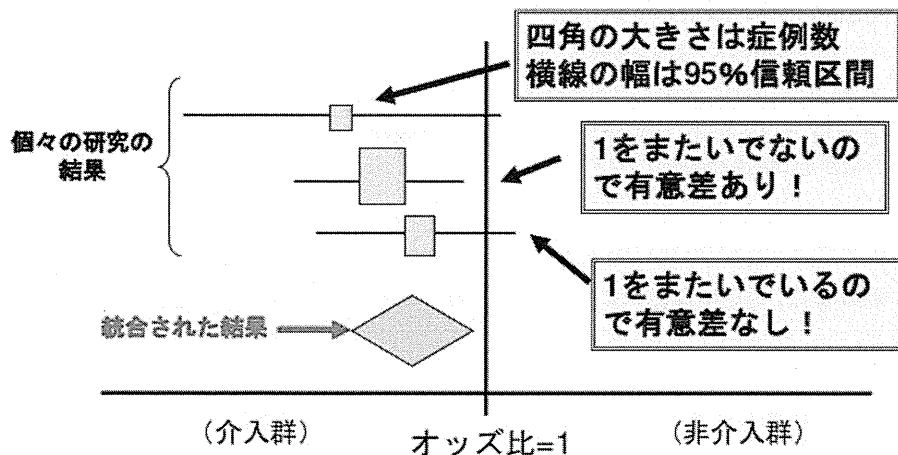 四角の大きさは症例数
横線の幅は95%信頼区間
個々の研究の
結果
1をまたいでないの
で有意差あり！
1をまたいでいるの
で有意差なし！
統合された結果
（介入群）
オッズ比=1
（非介入群）